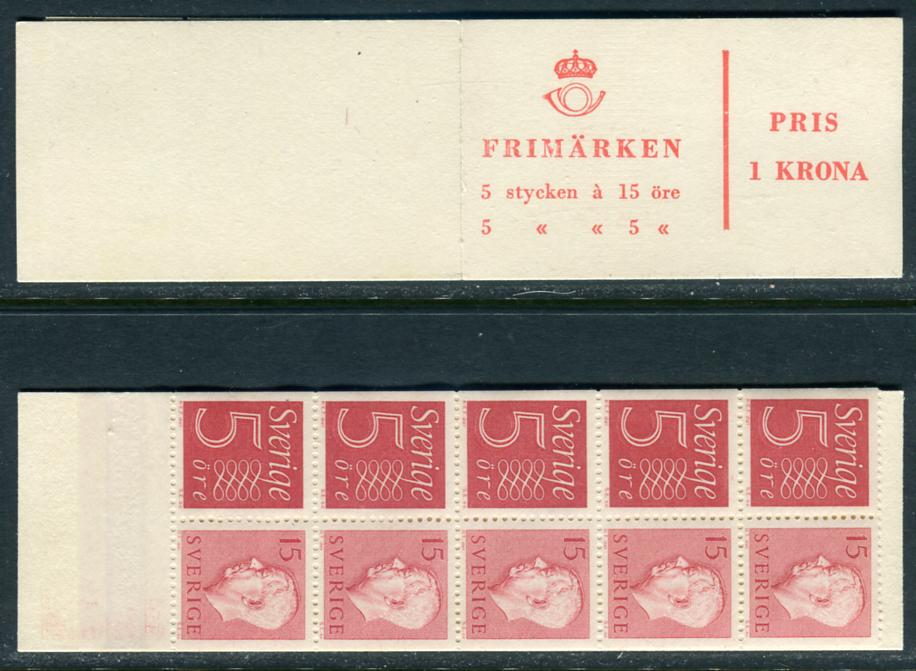 FRIMÄRKEN
5 stycken à 15 öre
5 « « 5 «
PRIS
1 KRONA
Sverige
5 öre
Sverige
5 öre
Sverige
5 öre
Sverige
5 öre
Sverige
5 öre
15
SVERIGE
15
SVERIGE
15
SVERIGE
15
SVERIGE
15
SVERIGE